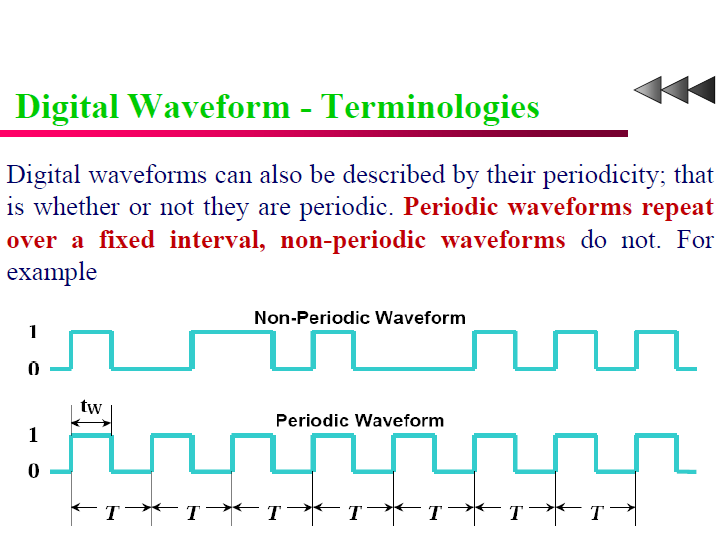 Digital Waveform - Terminologies
Digital waveforms can also be described by their periodicity; that
is whether or not they are periodic. Periodic waveforms repeat
over a fixed interval, non-periodic waveforms do not. For
example
Non-Periodic Waveform
1
0
tW
Periodic Waveform
1
0
T T T T T T T